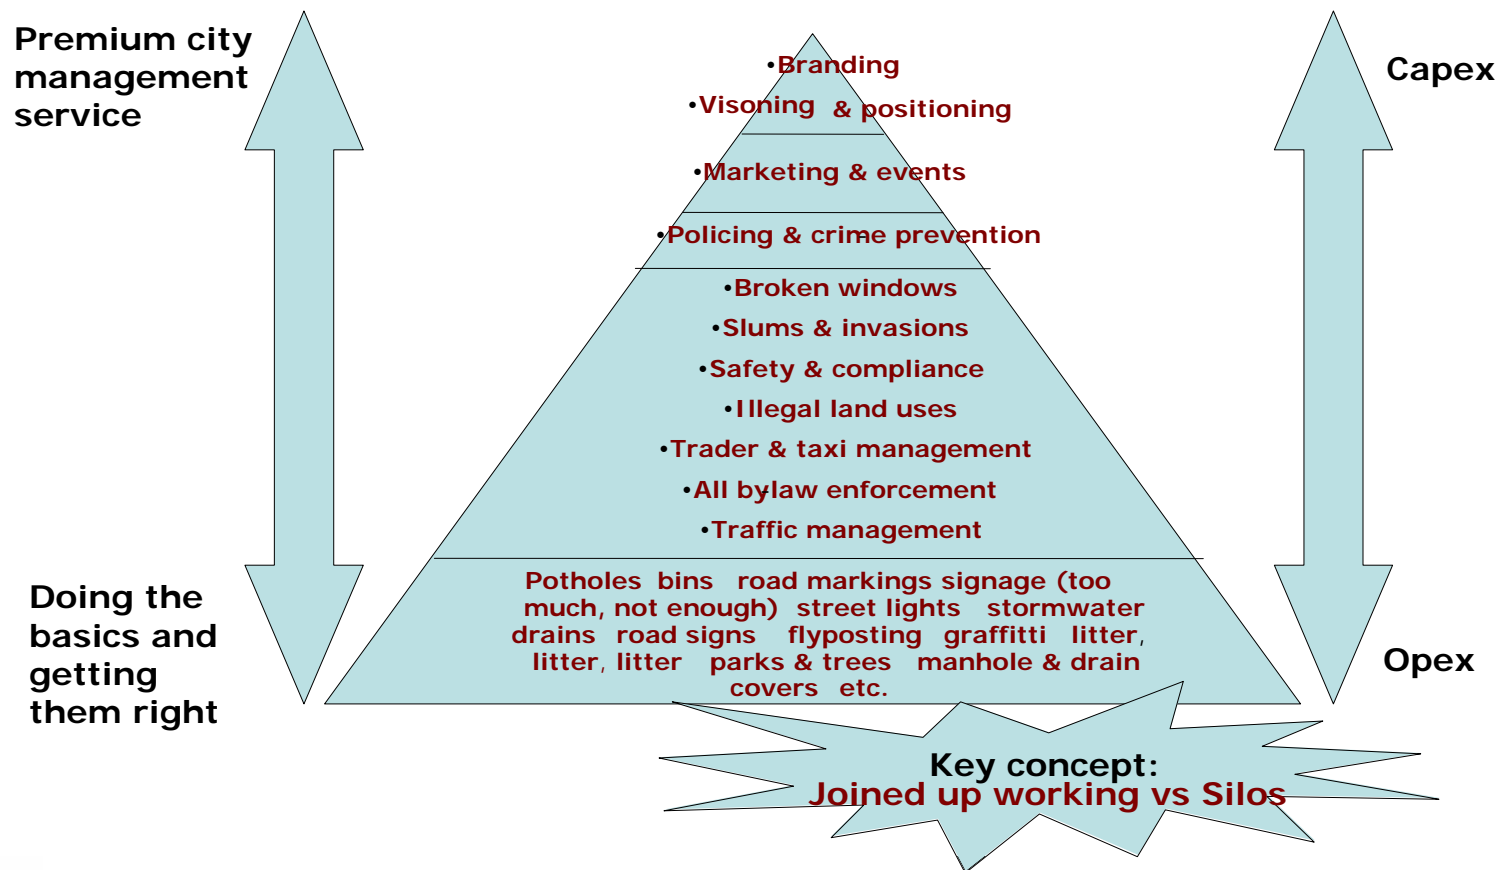 Premium city
management
service
•Branding
•Visoning & positioning
•Marketing & events
•Policing & crime prevention
•Broken windows
•Slums & invasions
•Safety & compliance
•Illegal land uses
•Trader & taxi management
•All by-law enforcement
•Traffic management
Potholes bins road markings signage (too
much, not enough) street lights stormwater
drains road signs flyposting graffitti litter,
litter, litter parks & trees manhole & drain
covers etc.
Capex
Doing the
basics and
getting
them right
Opex
Key concept:
Joined up working vs Silos